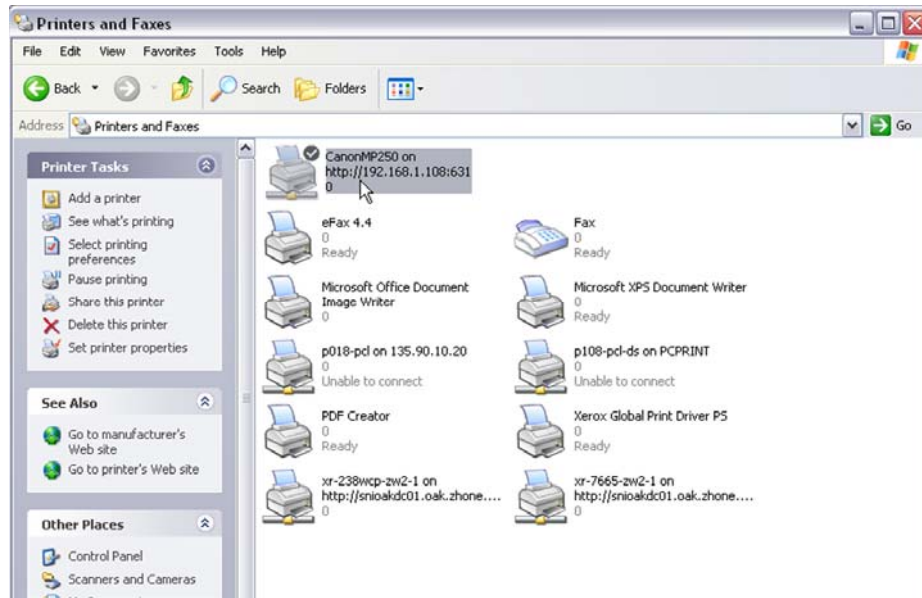 Printers and Faxes
File Edit View Favorites Tools Help
Back Search Folders
Address Printers and Faxes Go
Printer Tasks
Add a printer
See what's printing
Select printing
preferences
Pause printing
Share this printer
Delete this printer
Set printer properties
See Also
Go to manufacturer's
Web site
Go to printer's Web site
Other Places
Control Panel
Scanners and Cameras
CanonMP250 on
http://192.168.1.108:631
0
eFax 4.4
0
Ready
Fax
0
Ready
Microsoft Office Document
Image Writer
0
Microsoft XPS Document Writer
0
Ready
p018-pcl on 135.90.10.20
0
Unable to connect
p108-pcl-ds on PCPRINT
0
Unable to connect
PDF Creator
0
Ready
Xerox Global Print Driver PS
0
Ready
xr-238wcp-zw2-1 on
http://snioakdc01.oak.zhone....
0
xr-7665-zw2-1 on
http://snioakdc01.oak.zhone....
0